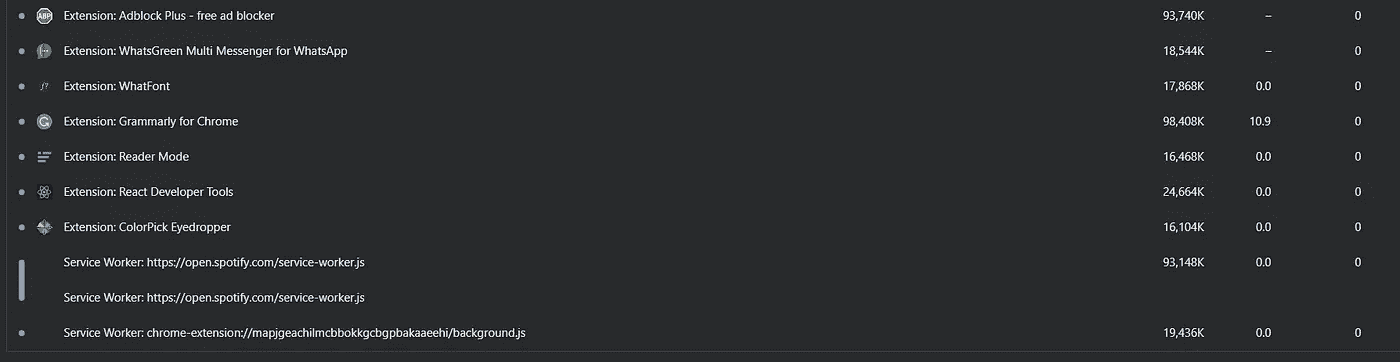 ABP Extension: Adblock Plus - free ad blocker 93,740K – 0
Extension: WhatsGreen Multi Messenger for WhatsApp 18,544K – 0
f? Extension: WhatFont 17,868K 0.0 0
G Extension: Grammarly for Chrome 98,408K 10.9 0
Extension: Reader Mode 16,468K 0.0 0
Extension: React Developer Tools 24,664K 0.0 0
Extension: ColorPick Eyedropper 16,104K 0.0 0
Service Worker: https://open.spotify.com/service-worker.js 93,148K 0.0 0
Service Worker: https://open.spotify.com/service-worker.js
Service Worker: chrome-extension://mapjgeachilmcbbokkgcbgpbakaaeehi/background.js 19,436K 0.0 0